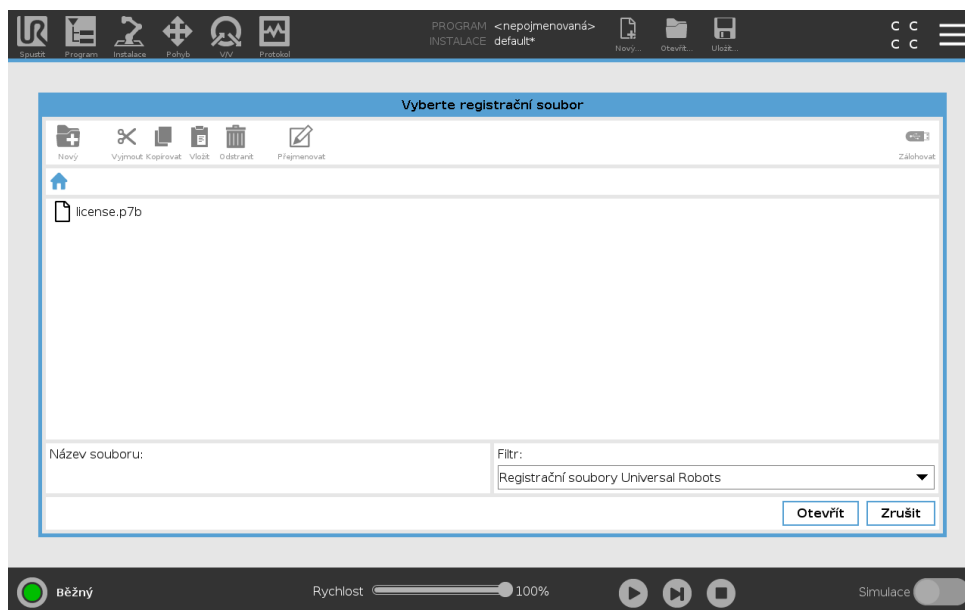 UR
Spustit
Program
Instalace
Pohyb
V/V
Protokol
PROGRAM <nepojmenovaná>
INSTALACE default*
Nový...
Otevřít...
Uložit...
C C
C C
Vyberte registrační soubor
Nový
Vyjmout
Kopírovat
Vložit
Odstranit
Přejmenovat
Zálohovat
license.p7b
Název souboru:
Filtr:
Registrační soubory Universal Robots
Otevřít
Zrušit
Běžný
Rychlost
100%
Simulace